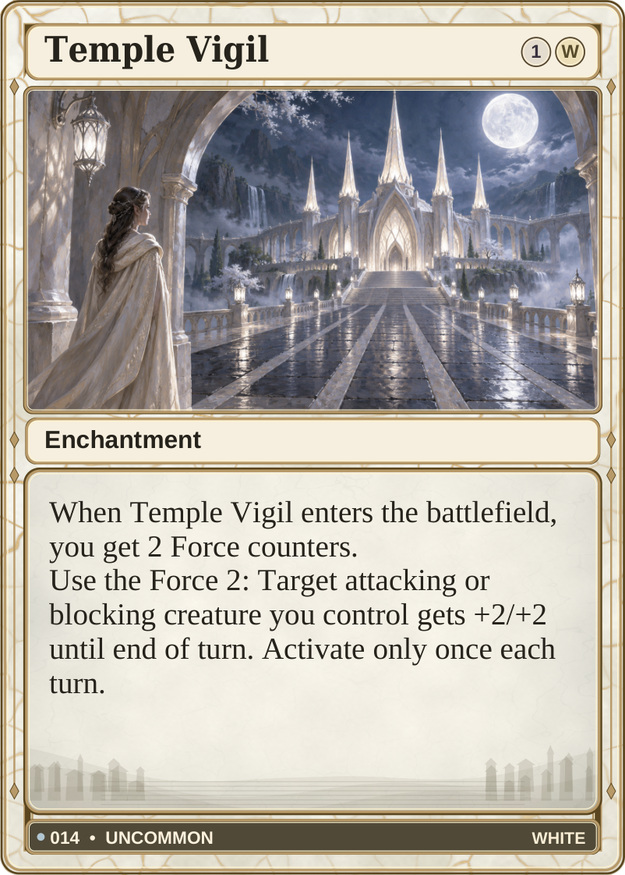 Temple Vigil 1 W
Enchantment
When Temple Vigil enters the battlefield,
you get 2 Force counters.
Use the Force 2: Target attacking or
blocking creature you control gets +2/+2
until end of turn. Activate only once each
turn.
014 • UNCOMMON WHITE